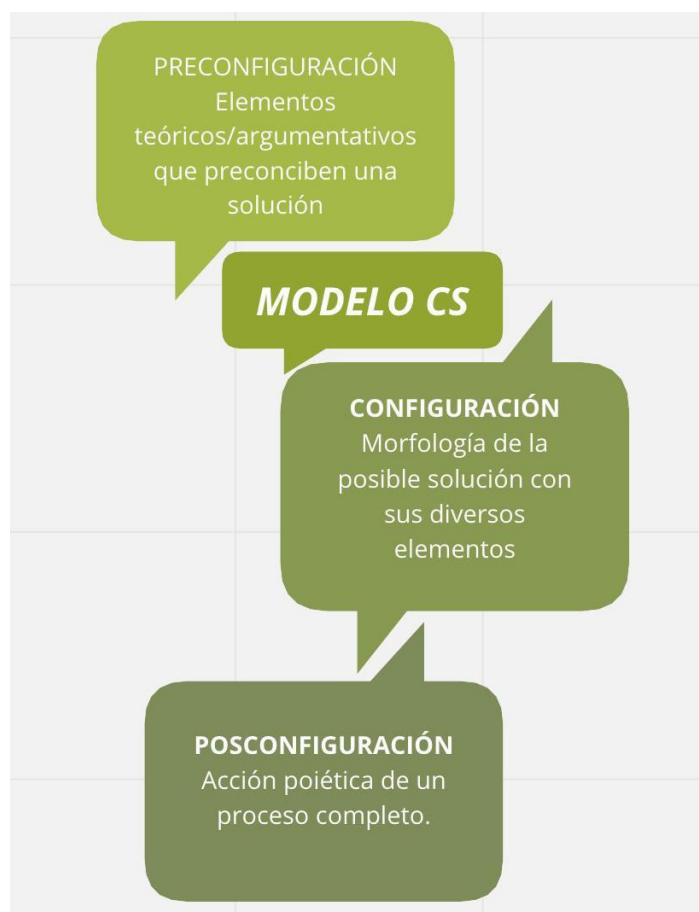 PRECONFIGURACIÓN
Elementos
teóricos/argumentativos
que preconciben una
solución
MODELO CS
CONFIGURACIÓN
Morfología de la
posible solución con
sus diversos
elementos
POSCONFIGURACIÓN
Acción poiética de un
proceso completo.